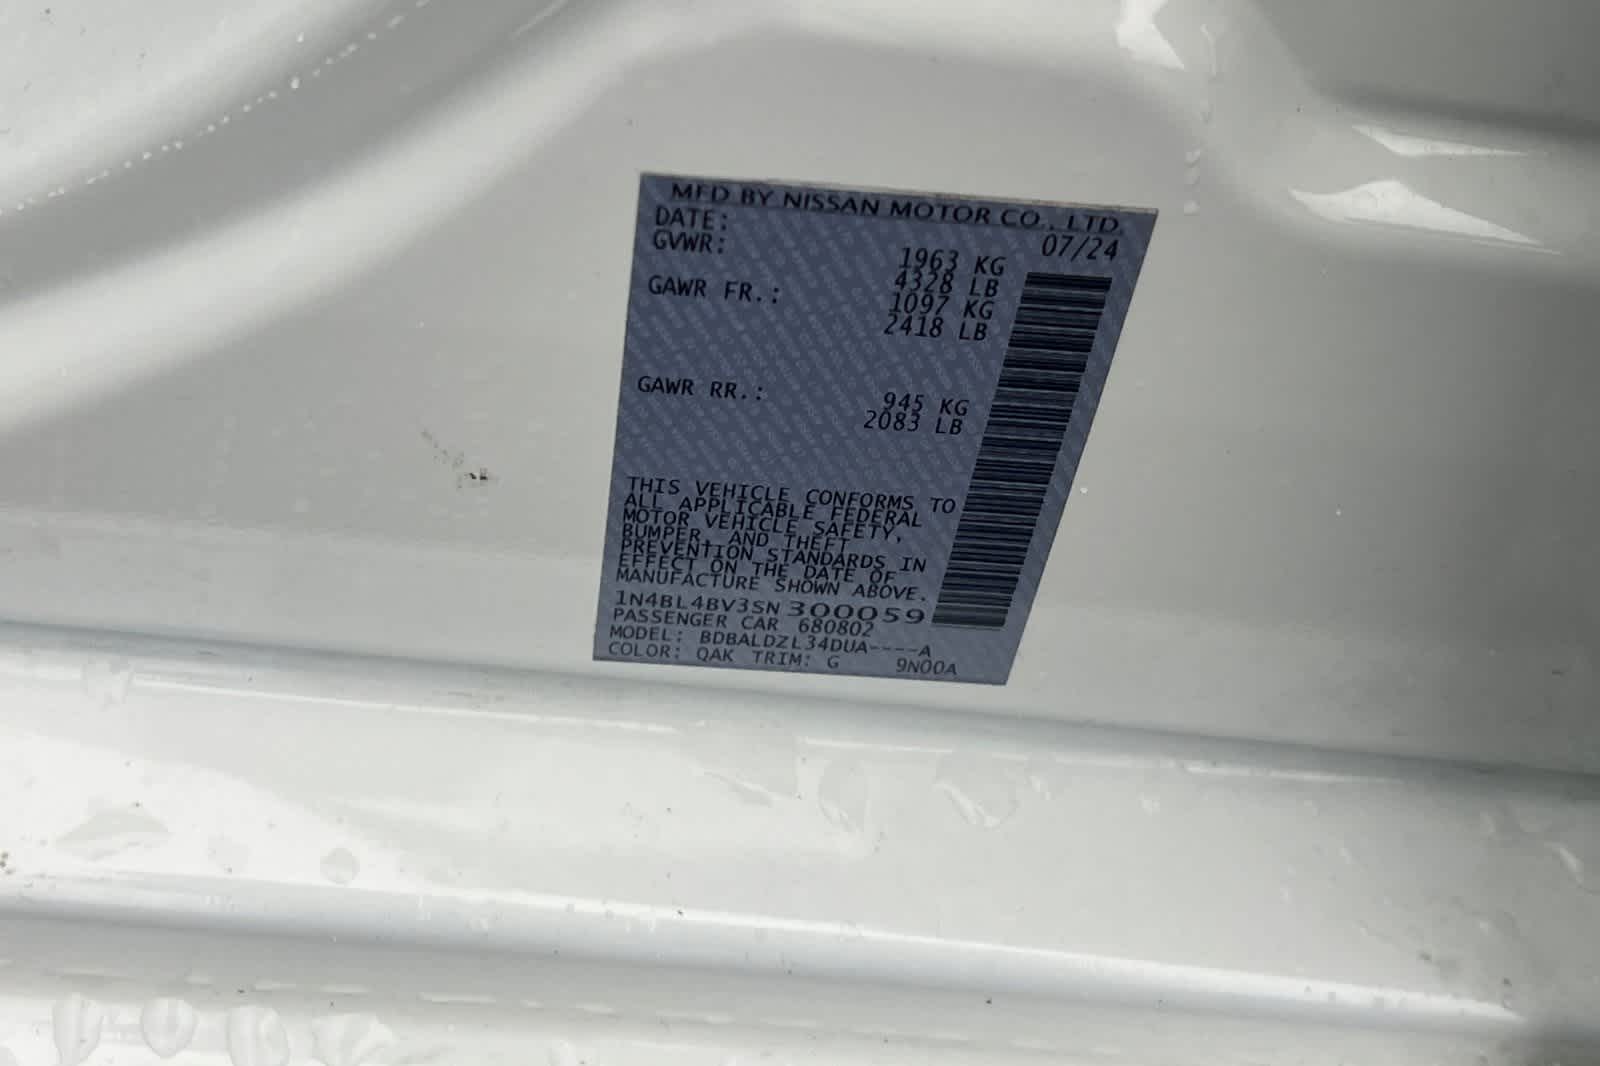 MFD BY NISSAN MOTOR CO., LTD.
DATE: 07/24
GVWR: 1963 KG
4328 LB
GAWR FR.: 1097 KG
2418 LB
GAWR RR.: 945 KG
2083 LB
THIS VEHICLE CONFORMS TO
ALL APPLICABLE FEDERAL
MOTOR VEHICLE SAFETY,
BUMPER, AND THEFT
PREVENTION STANDARDS IN
EFFECT ON THE DATE OF
MANUFACTURE SHOWN ABOVE.
1N4BL4BV3SN300059
PASSENGER CAR 680802
MODEL: BDBALDZL34DUA----A
COLOR: QAK TRIM: G 9N00A